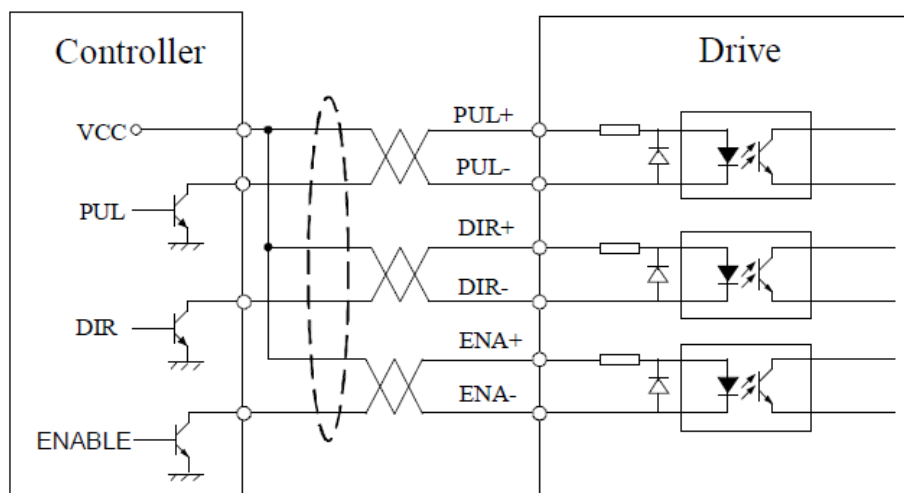 Controller
Drive
VCC
PUL+
PUL-
PUL
DIR+
DIR-
DIR
ENA+
ENA-
ENABLE